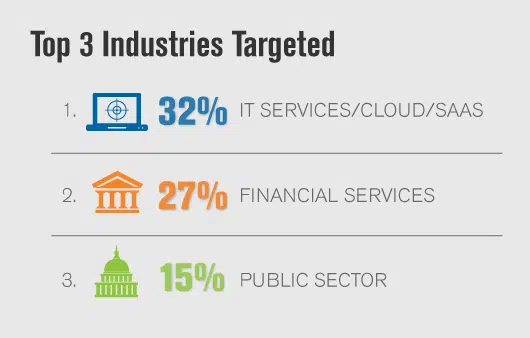 Top 3 Industries Targeted
1. 32% IT SERVICES/CLOUD/SAAS
2. 27% FINANCIAL SERVICES
3. 15% PUBLIC SECTOR